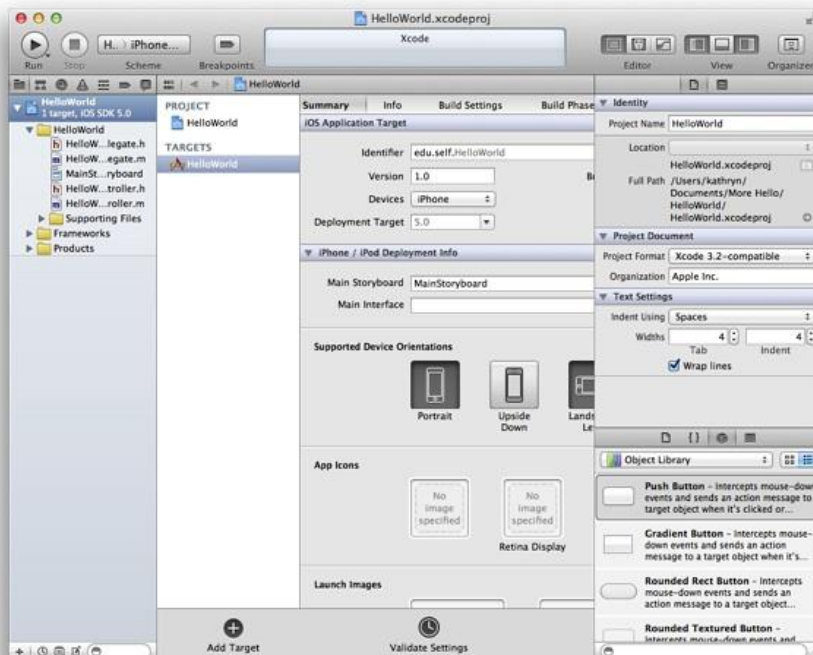 HelloWorld.xcodeproj
Xcode
H... iPhone...
Run Stop Scheme Breakpoints Editor View Organizer
HelloWorld
HelloWorld
1 target, iOS SDK 5.0
HelloWorld
HelloW...legate.h
HelloW...egate.m
MainSt...ryboard
HelloW...troller.h
HelloW...roller.m
Supporting Files
Frameworks
Products
PROJECT
HelloWorld
TARGETS
HelloWorld
Summary Info Build Settings Build Phase
iOS Application Target
Identifier edu.self.HelloWorld
Version 1.0
Devices iPhone
Deployment Target 5.0
iPhone / iPod Deployment Info
Main Storyboard MainStoryboard
Main Interface
Supported Device Orientations
Portrait
Upside
Down
Lands
Le
App Icons
No
image
specified
No
image
specified
Retina Display
Launch Images
Add Target Validate Settings
Identity
Project Name HelloWorld
Location
HelloWorld.xcodeproj
Full Path /Users/kathryn/
Documents/More Hello/
HelloWorld/
HelloWorld.xcodeproj
Project Document
Project Format Xcode 3.2-compatible
Organization Apple Inc.
Text Settings
Indent Using Spaces
Widths 4 4
Tab Indent
Wrap lines
{}
Object Library
Push Button - Intercepts mouse-down
events and sends an action message to
target object when it's clicked or...
Gradient Button - Intercepts mouse-
down events and sends an action
message to a target object when it's...
Rounded Rect Button - Intercepts
mouse-down events and sends an
action message to a target object...
Rounded Textured Button -
Intercepts mouse-down events and